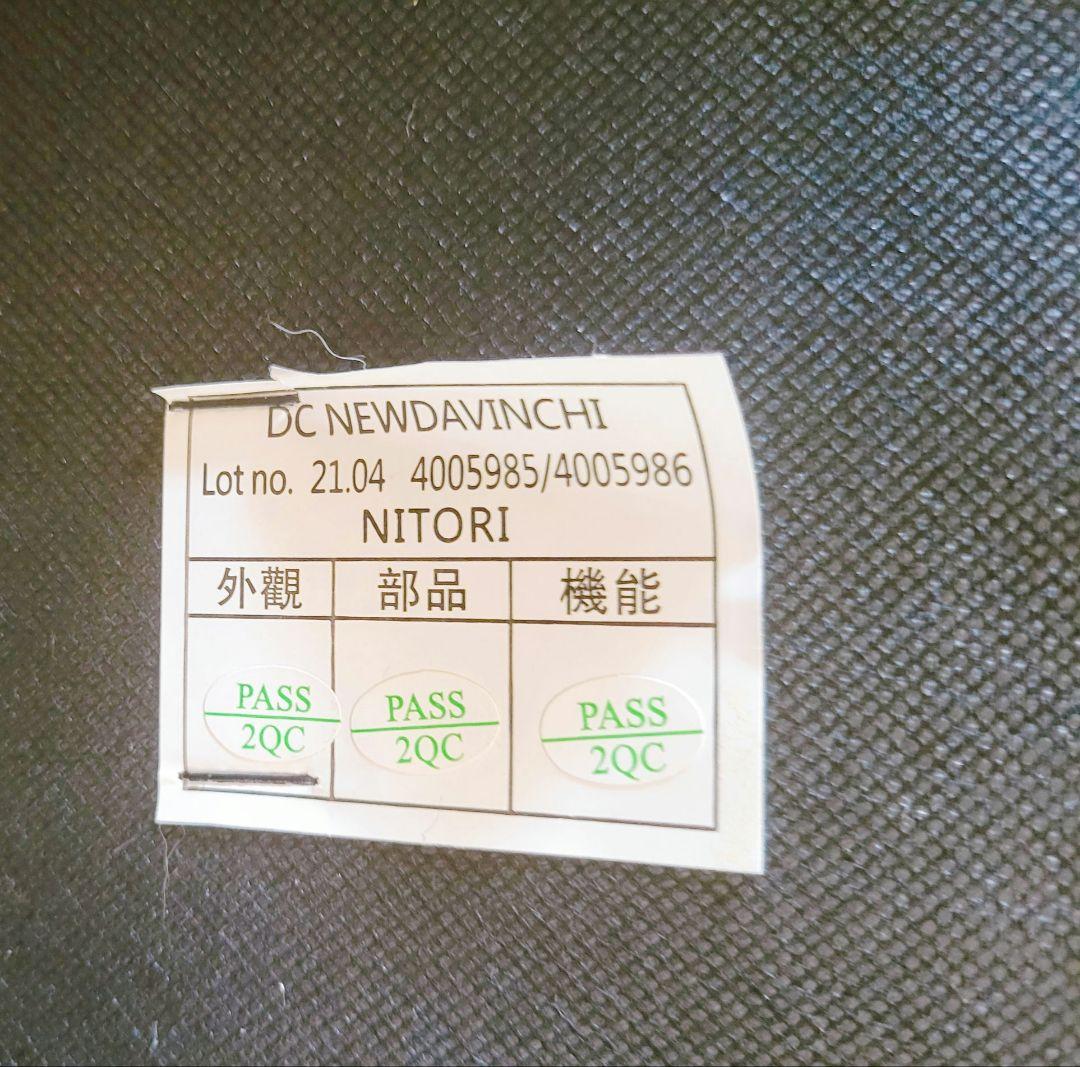 DC NEWDAVINCHI
Lot no. 21.04 4005985/4005986
NITORI
外觀 部品 機能
PASS PASS PASS
2QC 2QC 2QC